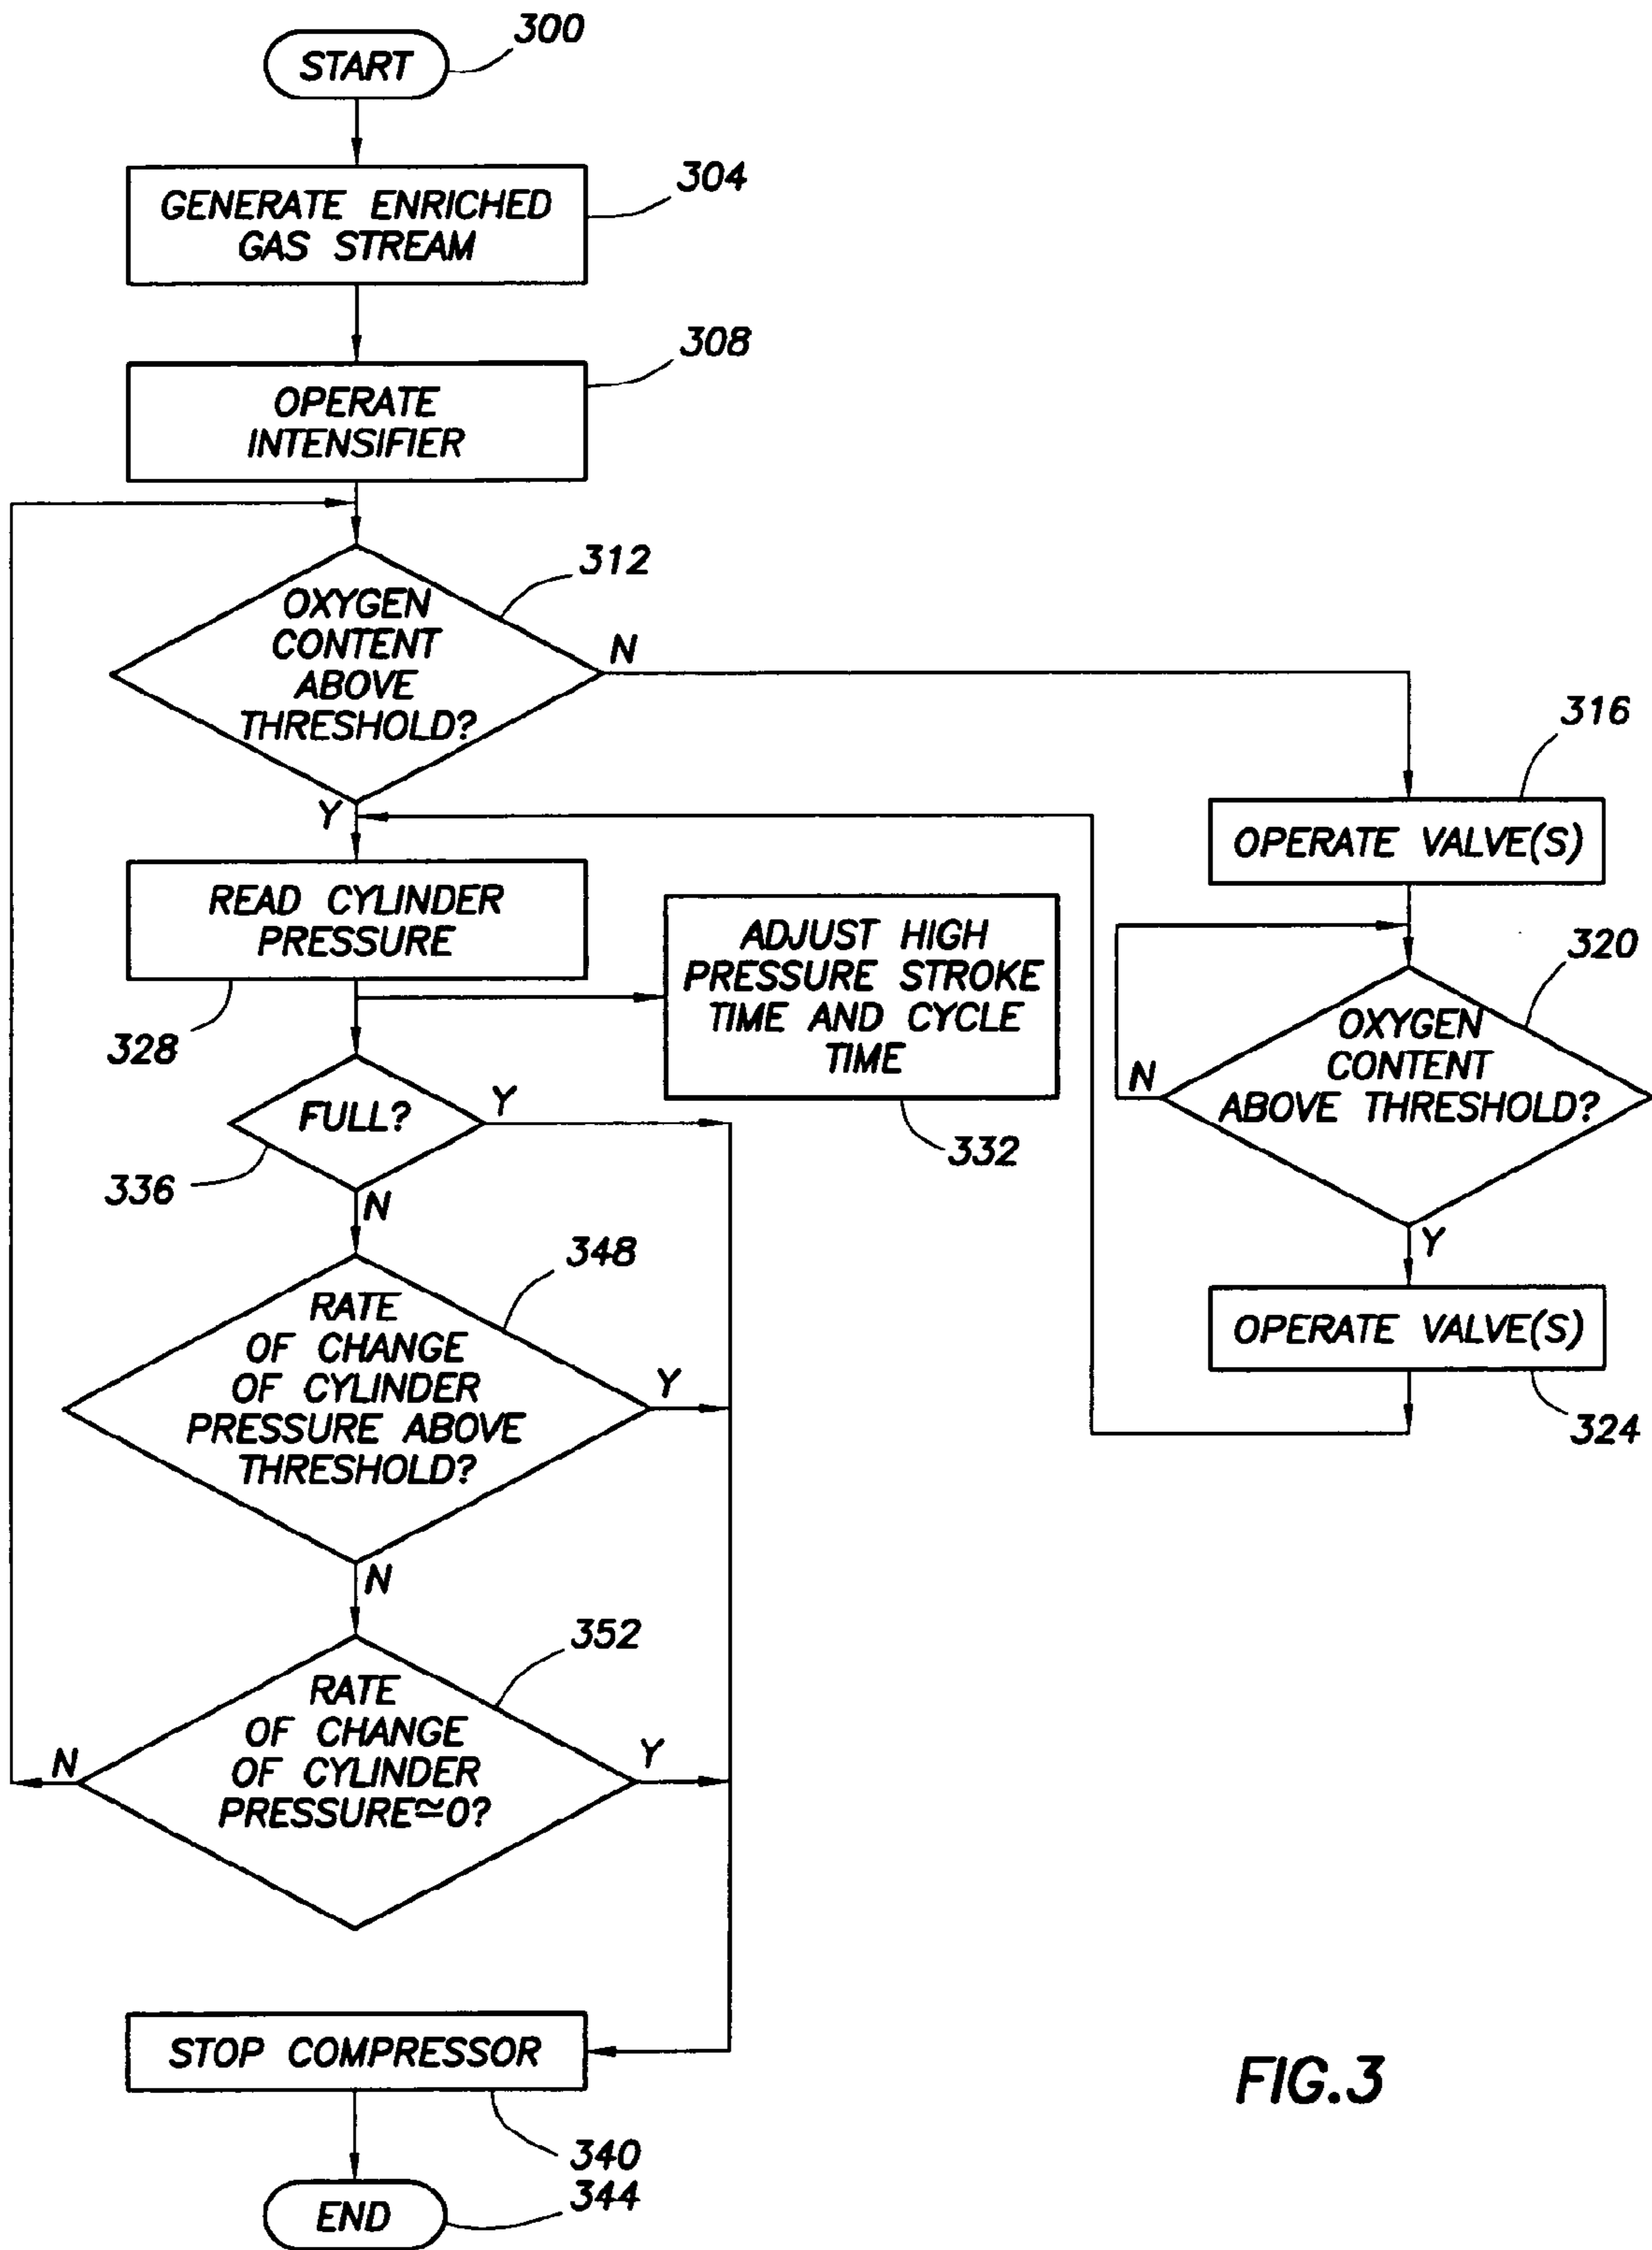 START
300
GENERATE ENRICHED
GAS STREAM
304
OPERATE
INTENSIFIER
308
OXYGEN
CONTENT
ABOVE
THRESHOLD?
312
N
Y
316
OPERATE VALVE(S)
READ CYLINDER
PRESSURE
328
ADJUST HIGH
PRESSURE STROKE
TIME AND CYCLE
TIME
332
320
OXYGEN
CONTENT
ABOVE THRESHOLD?
N
Y
OPERATE VALVE(S)
324
FULL?
Y
336
N
348
RATE
OF CHANGE
OF CYLINDER
PRESSURE ABOVE
THRESHOLD?
Y
N
352
RATE
OF CHANGE
OF CYLINDER
PRESSURE≃0?
N
Y
STOP COMPRESSOR
340
END
344
FIG.3